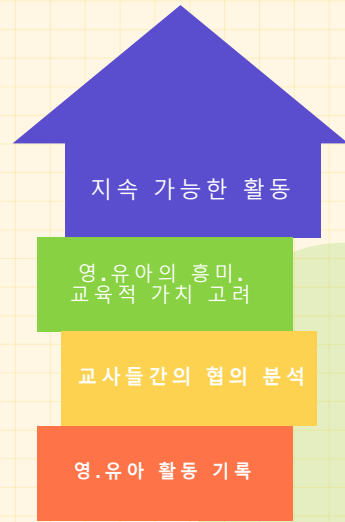 지속 가능한 활동
영.유아의 흥미.
교육적 가치 고려
교사들간의 협의 분석
영.유아 활동 기록